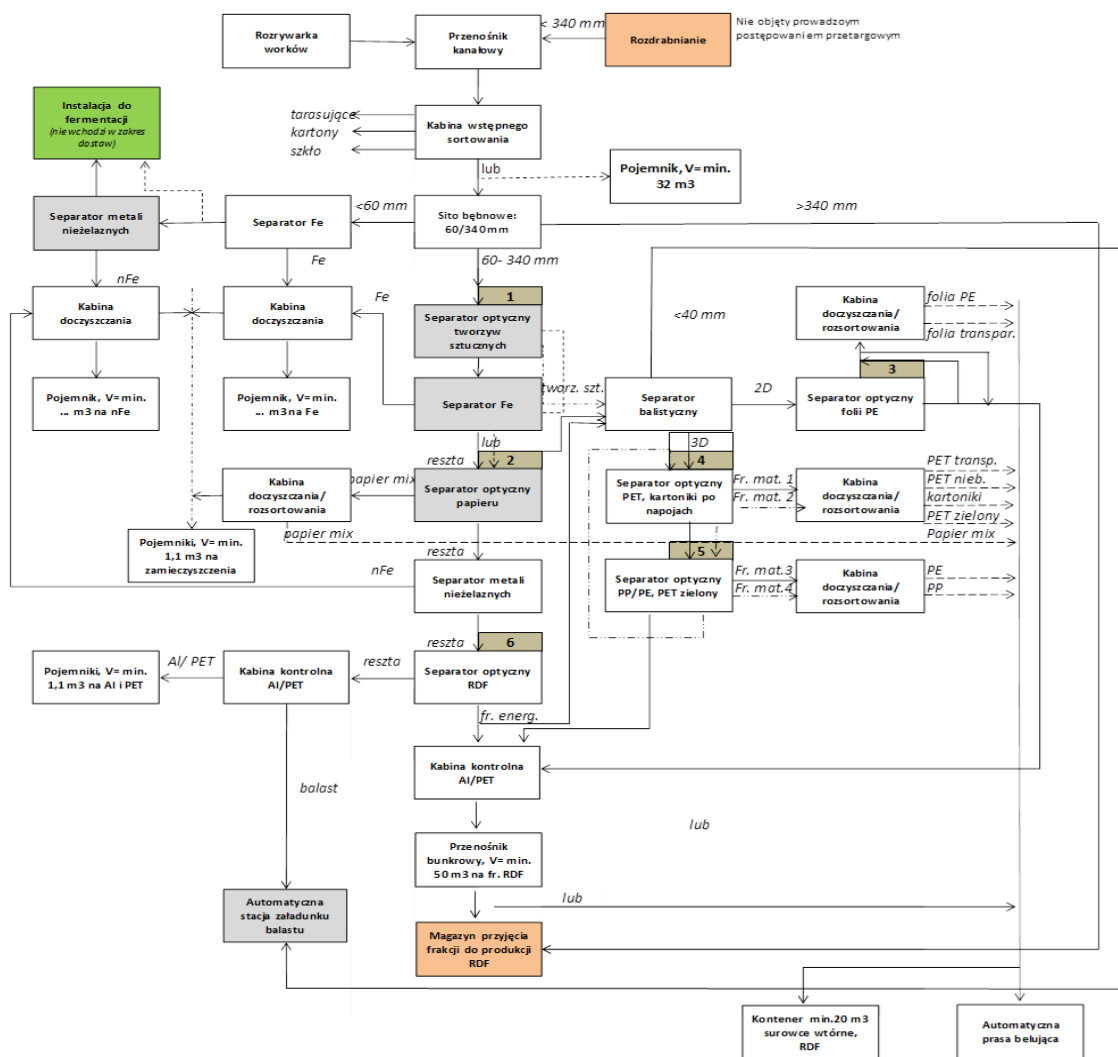 Rozrywarka
worków
Przenośnik
kanałowy
< 340 mm
Rozdrabnianie
Nie objęty prowadzoym
postępowaniem przetargowym
Instalacja do
fermentacji
(nie wchodzi w zakres
dostaw)
tarasujące
kartony
szkło
Kabina wstępnego
sortowania
lub
Pojemnik, V= min.
32 m3
Separator metali
nieżelaznych
<60 mm
Separator Fe
Sito bębnowe:
60/340 mm
>340 mm
nFe
Fe
60- 340 mm
Kabina
doczyszczania
Kabina
doczyszczania
Fe
1
Separator optyczny
tworzyw
sztucznych
<40 mm
Kabina
doczyszczania/
rozsortowania
folia PE
folia transpar.
Pojemnik, V= min.
... m3 na nFe
Pojemnik, V= min.
... m3 na Fe
Separator Fe
tworz. szt.
Separator
balistyczny
2D
3
Separator optyczny
folii PE
lub
reszta
2
Separator optyczny
papieru
papier mix
Kabina
doczyszczania/
rozsortowania
papier mix
3D
4
Separator optyczny
PET, kartoniki po
napojach
Fr. mat. 1
Fr. mat. 2
Kabina
doczyszczania/
rozsortowania
PET transp.
PET nieb.
kartoniki
PET zielony
Papier mix
Pojemniki, V= min.
1,1 m3 na
zamieczyszczenia
reszta
nFe
Separator metali
nieżelaznych
5
Separator optyczny
PP/PE, PET zielony
Fr. mat.3
Fr. mat.4
Kabina
doczyszczania/
rozsortowania
PE
PP
reszta
6
Separator optyczny
RDF
reszta
Kabina kontrolna
Al/PET
Al/ PET
Pojemniki, V= min.
1,1 m3 na Al i PET
fr. energ.
Kabina kontrolna
Al/PET
balast
lub
Przenośnik
bunkrowy, V= min.
50 m3 na fr. RDF
Automatyczna
stacja załadunku
balastu
lub
Magazyn przyjęcia
frakcji do produkcji
RDF
Kontener min.20 m3
surowce wtórne,
RDF
Automatyczna
prasa belująca